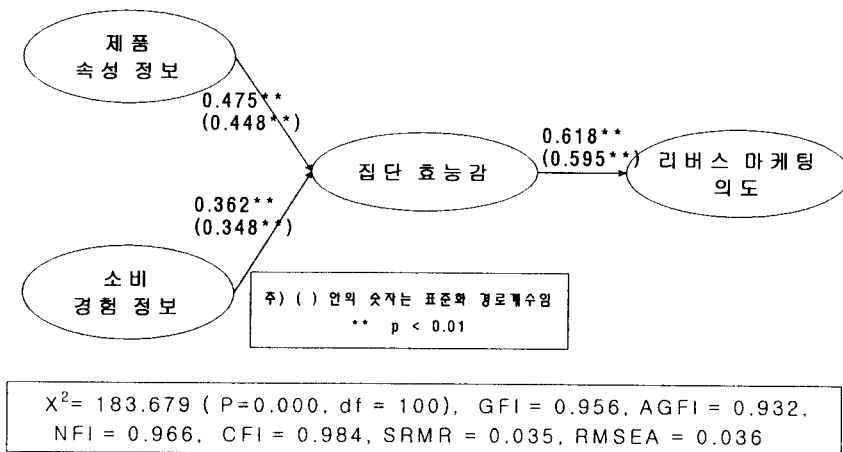 제품
속성 정보
0.475**
(0.448**)
집단 효능감
0.618**
(0.595**)
리버스 마케팅
의도
0.362**
(0.348**)
소비
경험 정보
주) ( ) 안의 숫자는 표준화 경로계수임
** p < 0.01
X²= 183.679 ( P=0.000, df = 100), GFI = 0.956, AGFI = 0.932,
NFI = 0.966, CFI = 0.984, SRMR = 0.035, RMSEA = 0.036